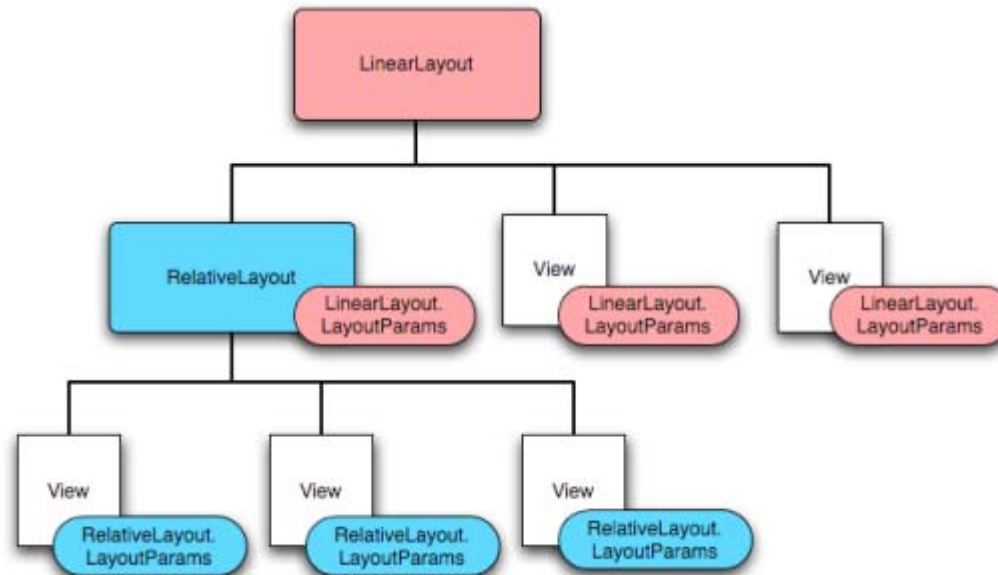 LinearLayout
RelativeLayout
LinearLayout.
LayoutParams
View
LinearLayout.
LayoutParams
View
LinearLayout.
LayoutParams
View
RelativeLayout.
LayoutParams
View
RelativeLayout.
LayoutParams
View
RelativeLayout.
LayoutParams